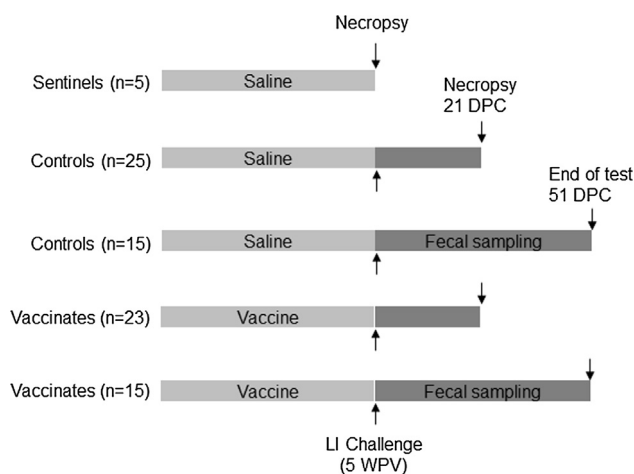 Necropsy
Sentinels (n=5)
Saline
Necropsy
21 DPC
Controls (n=25)
Saline
End of test
51 DPC
Controls (n=15)
Saline
Fecal sampling
Vaccinates (n=23)
Vaccine
Vaccinates (n=15)
Vaccine
Fecal sampling
LI Challenge
(5 WPV)